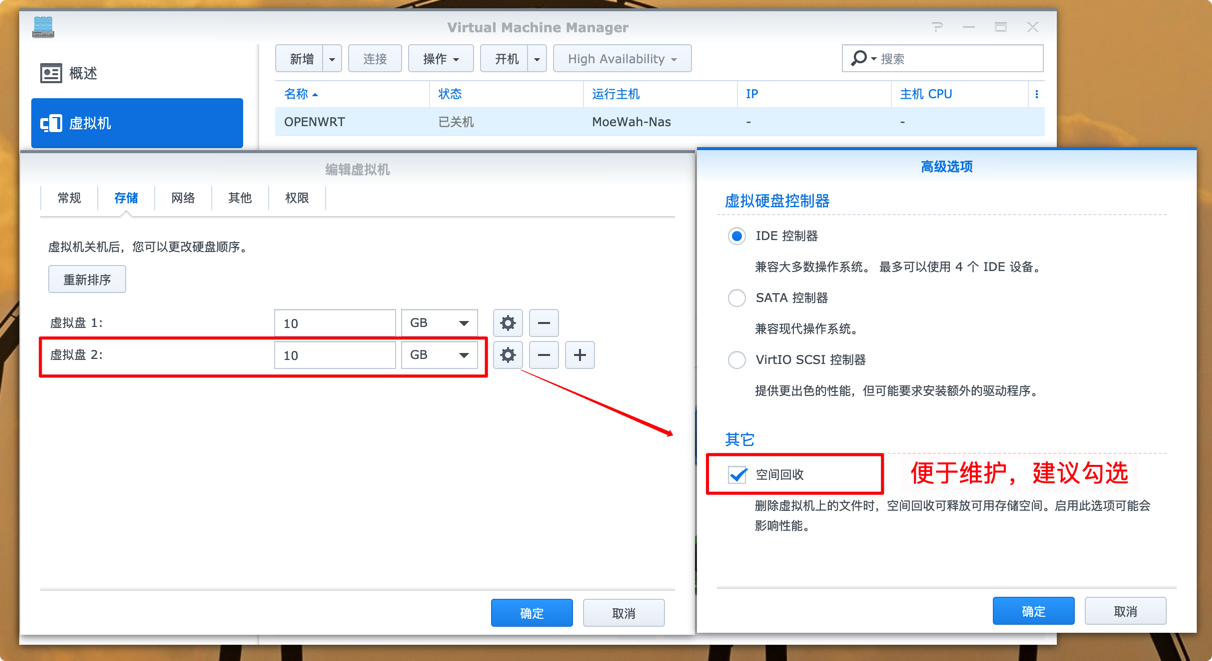 Virtual Machine Manager
概述
虚拟机
新增 连接 操作 开机 High Availability 搜索
名称 状态 运行主机 IP 主机 CPU
OPENWRT 已关机 MoeWah-Nas - -
编辑虚拟机
常规 存储 网络 其他 权限
虚拟机关机后，您可以更改硬盘顺序。
重新排序
虚拟盘 1: 10 GB
虚拟盘 2: 10 GB
确定 取消
高级选项
虚拟硬盘控制器
IDE 控制器
兼容大多数操作系统。 最多可以使用 4 个 IDE 设备。
SATA 控制器
兼容现代操作系统。
VirtIO SCSI 控制器
提供更出色的性能，但可能要求安装额外的驱动程序。
其它
空间回收 便于维护，建议勾选
删除虚拟机上的文件时，空间回收可释放可用存储空间。启用此选项可能会
影响性能。
确定 取消